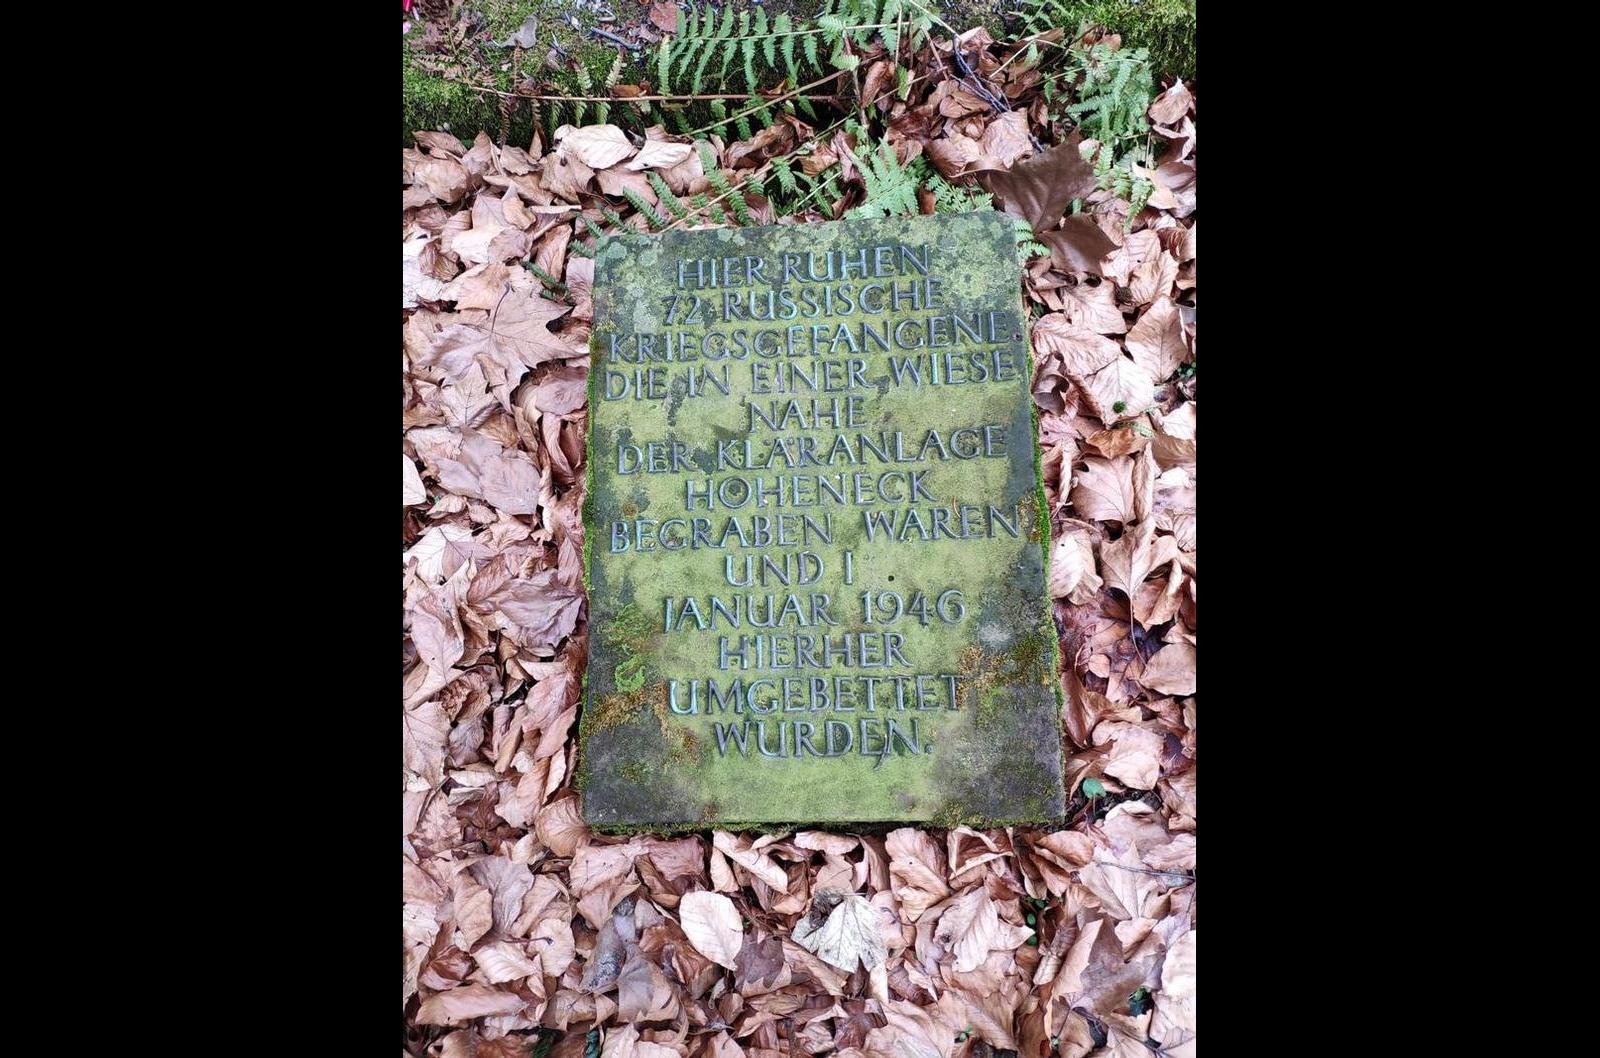 HIER RUHEN
72 RUSSISCHE
KRIEGSGEFANGENE,
DIE IN EINER WIESE
NAHE
DER KLÄRANLAGE
HOHENECK
BEGRABEN WAREN
UND I
JANUAR 1946
HIERHER
UMGEBETTET
WURDEN.